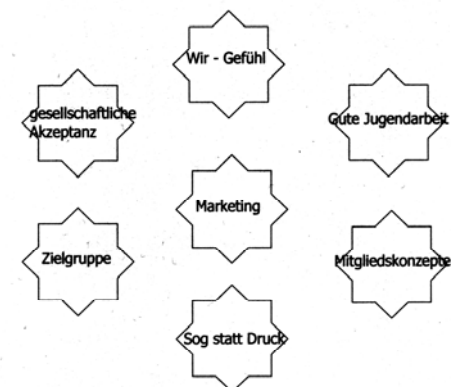 Wir - Gefühl
gesellschaftliche
Akzeptanz
Gute Jugendarbeit
Marketing
Zielgruppe
Mitgliedskonzepte
Sog statt Druck